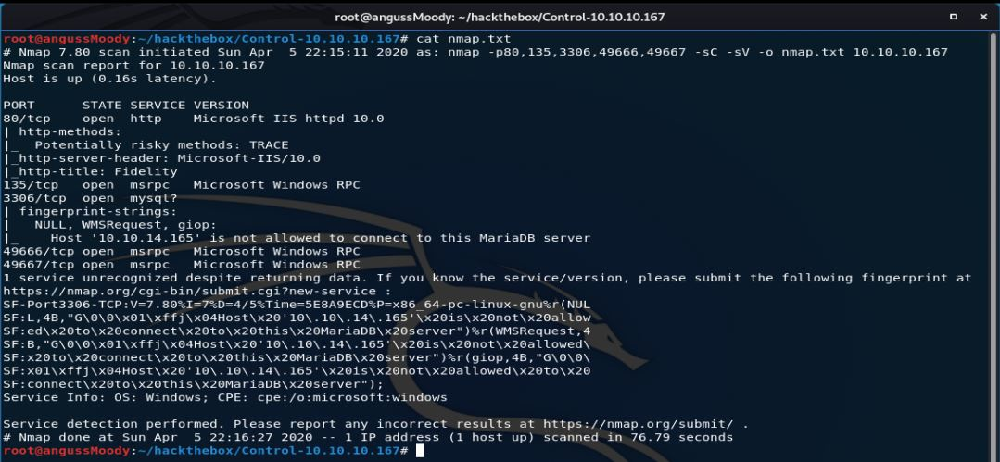 root@angussMoody: ~/hackthebox/Control-10.10.10.167
root@angussMoody:~/hackthebox/Control-10.10.10.167# cat nmap.txt
# Nmap 7.80 scan initiated Sun Apr  5 22:15:11 2020 as: nmap -p80,135,3306,49666,49667 -sC -sV -o nmap.txt 10.10.10.167
Nmap scan report for 10.10.10.167
Host is up (0.16s latency).
PORT      STATE SERVICE VERSION
80/tcp    open  http    Microsoft IIS httpd 10.0
| http-methods:
|_  Potentially risky methods: TRACE
|_http-server-header: Microsoft-IIS/10.0
|_http-title: Fidelity
135/tcp   open  msrpc   Microsoft Windows RPC
3306/tcp  open  mysql?
| fingerprint-strings:
|   NULL, WMSRequest, giop:
|_    Host '10.10.14.165' is not allowed to connect to this MariaDB server
49666/tcp open  msrpc   Microsoft Windows RPC
49667/tcp open  msrpc   Microsoft Windows RPC
1 service unrecognized despite returning data. If you know the service/version, please submit the following fingerprint at
https://nmap.org/cgi-bin/submit.cgi?new-service :
SF-Port3306-TCP:V=7.80%I=7%D=4/5%Time=5E8A9ECD%P=x86_64-pc-linux-gnu%r(NUL
SF:L,4B,"G\0\0\x01\xffj\x04Host\x20'10\.10\.14\.165'\x20is\x20not\x20allow
SF:ed\x20to\x20connect\x20to\x20this\x20MariaDB\x20server")%r(WMSRequest,4
SF:B,"G\0\0\x01\xffj\x04Host\x20'10\.10\.14\.165'\x20is\x20not\x20allowed\
SF:x20to\x20connect\x20to\x20this\x20MariaDB\x20server")%r(giop,4B,"G\0\0\
SF:x01\xffj\x04Host\x20'10\.10\.14\.165'\x20is\x20not\x20allowed\x20to\x20
SF:connect\x20to\x20this\x20MariaDB\x20server");
Service Info: OS: Windows; CPE: cpe:/o:microsoft:windows
Service detection performed. Please report any incorrect results at https://nmap.org/submit/ .
# Nmap done at Sun Apr  5 22:16:27 2020 -- 1 IP address (1 host up) scanned in 76.79 seconds
root@angussMoody:~/hackthebox/Control-10.10.10.167#